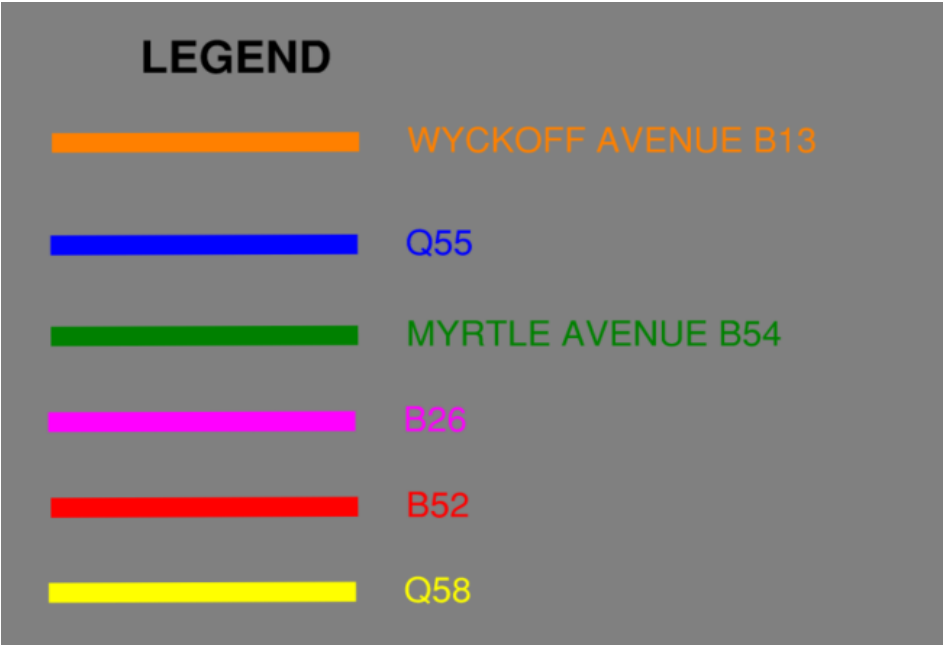 LEGEND
WYCKOFF AVENUE B13
Q55
MYRTLE AVENUE B54
B26
B52
Q58